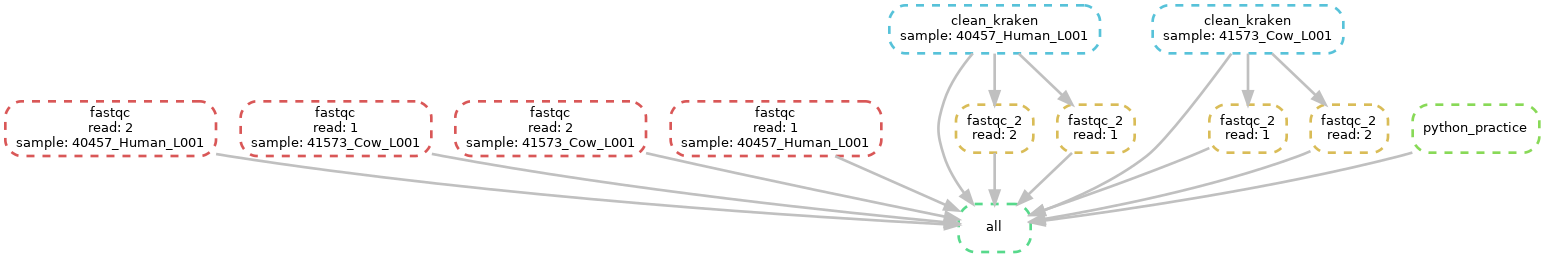 clean_kraken
sample: 40457_Human_L001
clean_kraken
sample: 41573_Cow_L001
fastqc
read: 2
sample: 40457_Human_L001
fastqc
read: 1
sample: 41573_Cow_L001
fastqc
read: 2
sample: 41573_Cow_L001
fastqc
read: 1
sample: 40457_Human_L001
fastqc_2
read: 2
fastqc_2
read: 1
fastqc_2
read: 1
fastqc_2
read: 2
python_practice
all